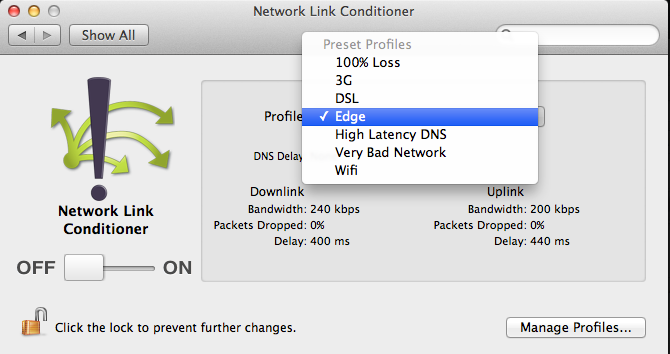 Network Link Conditioner
Show All
Preset Profiles
100% Loss
3G
DSL
✓ Edge
High Latency DNS
Very Bad Network
Wifi
Profile
DNS Delay
Network Link
Conditioner
OFF ON
Downlink Uplink
Bandwidth: 240 kbps Bandwidth: 200 kbps
Packets Dropped: 0% Packets Dropped: 0%
Delay: 400 ms Delay: 440 ms
Click the lock to prevent further changes.
Manage Profiles...